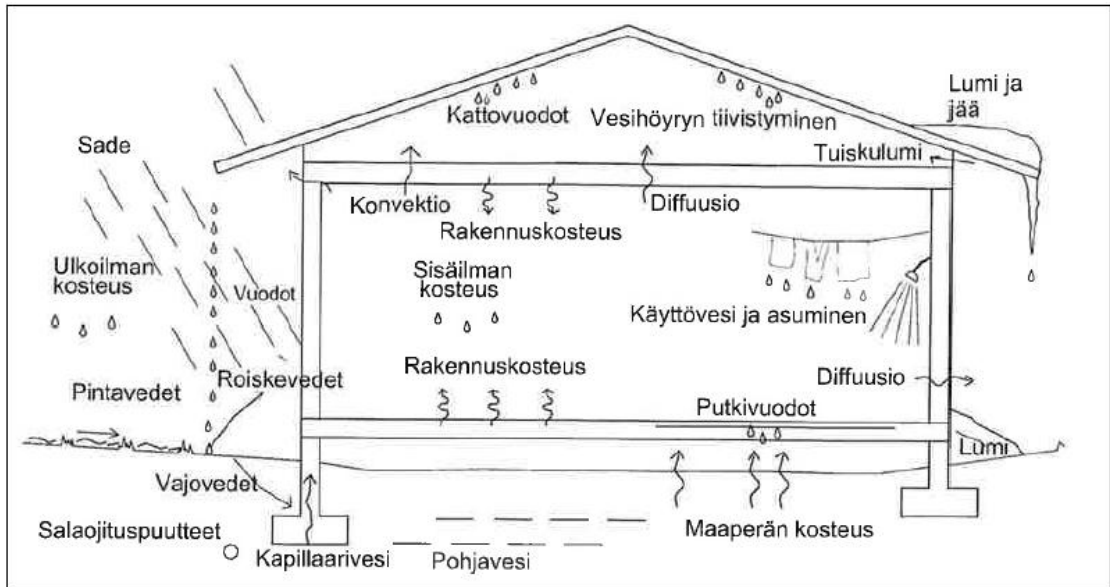 Lumi ja
jää
Kattovuodot
Vesihöyryn tiivistyminen
Sade
Tuiskulumi
Konvektio
Diffuusio
Rakennuskosteus
Ulkoilman
kosteus
Vuodot
Sisäilman
kosteus
Käyttövesi ja asuminen
Rakennuskosteus
Diffuusio
Pintavedet
Roiskevedet
Putkivuodot
Lumi
Vajovedet
Salaojituspuutteet
Maaperän kosteus
Kapillaarivesi
Pohjavesi